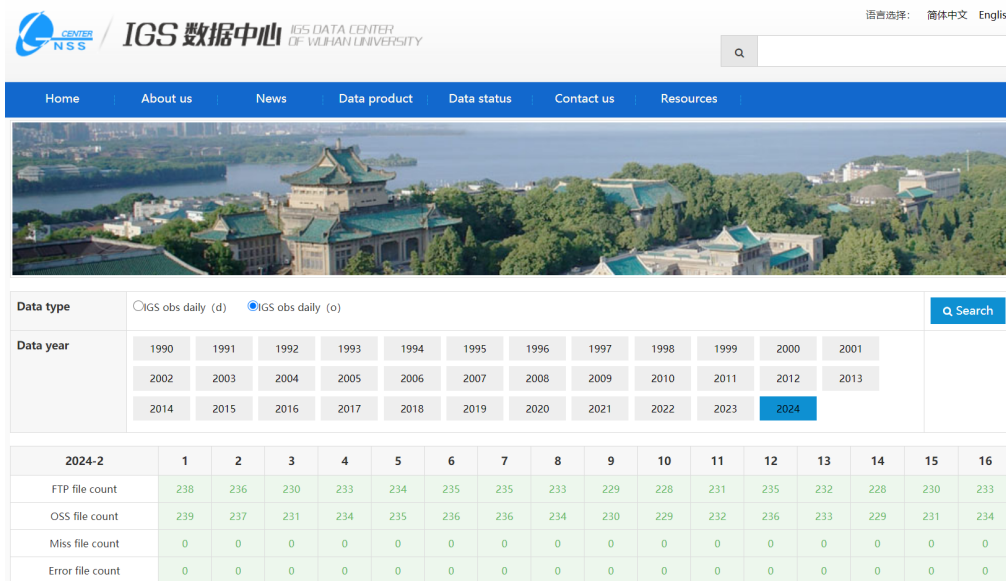 语言选择： 简体中文 Englis
CENTER
NSS
IGS 数据中心
IGS DATA CENTER
OF WUHAN UNIVERSITY
Home About us News Data product Data status Contact us Resources
Data type IGS obs daily (d) IGS obs daily (o) Search
Data year 1990 1991 1992 1993 1994 1995 1996 1997 1998 1999 2000 2001
2002 2003 2004 2005 2006 2007 2008 2009 2010 2011 2012 2013
2014 2015 2016 2017 2018 2019 2020 2021 2022 2023 2024
2024-2 1 2 3 4 5 6 7 8 9 10 11 12 13 14 15 16
FTP file count 238 236 230 233 234 235 235 233 229 228 231 235 232 228 230 233
OSS file count 239 237 231 234 235 236 236 234 230 229 232 236 233 229 231 234
Miss file count 0 0 0 0 0 0 0 0 0 0 0 0 0 0 0 0
Error file count 0 0 0 0 0 0 0 0 0 0 0 0 0 0 0 0